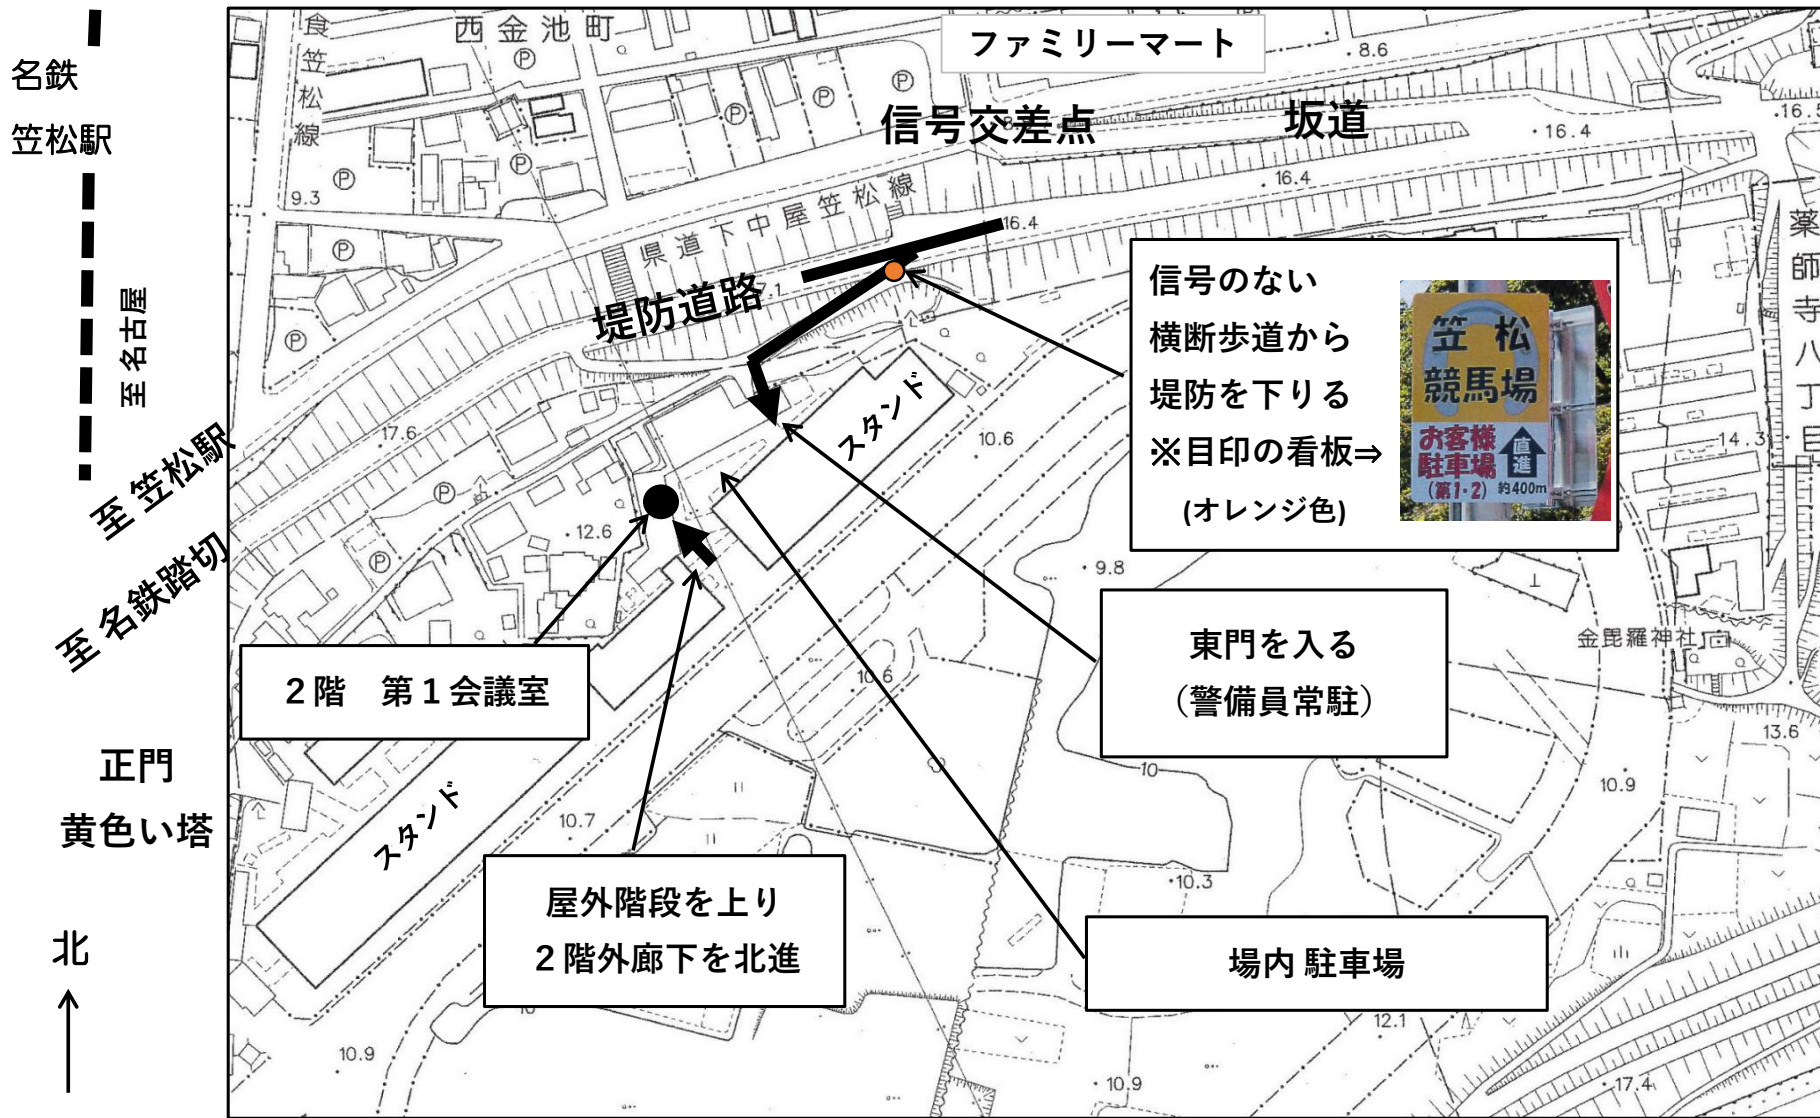 名鉄
笠松駅
至 名古屋
至 笠松駅
至 名鉄踏切
正門
黄色い塔
北
食笠松線
西金池町
ファミリーマート
信号交差点
坂道
8.6
16.4
16.4
16.4
9.3
県道下中屋笠松線
堤防道路
17.6
信号のない
横断歩道から
堤防を下りる
※目印の看板⇒
(オレンジ色)
笠松
競馬場
お客様
駐車場
(第1・2)
直進
約400m
薬師寺八丁目
14.3
スタンド
10.6
12.6
9.8
２階　第１会議室
東門を入る
（警備員常駐）
金毘羅神社
13.6
10.6
10
10.9
スタンド
10.7
屋外階段を上り
２階外廊下を北進
10.3
場内 駐車場
10.9
10.9
12.1
17.4
P
P
P
P
P
P
P
P
P
P
P